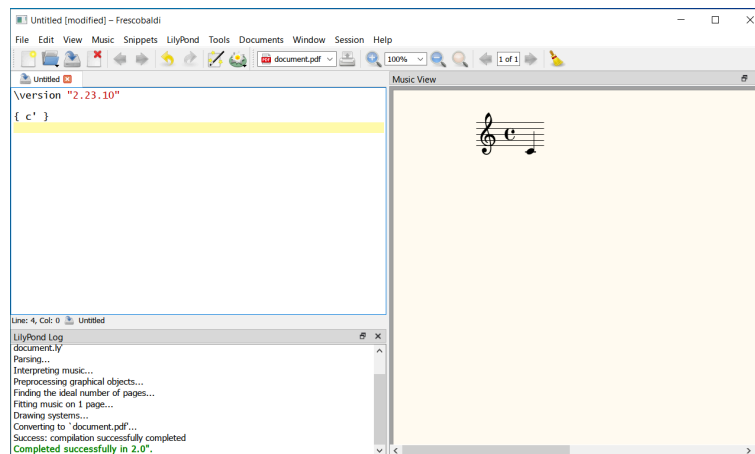 Untitled [modified] – Frescobaldi
File Edit View Music Snippets LilyPond Tools Documents Window Session Help
document.pdf 100% 1 of 1
Untitled
Music View
\version "2.23.10"
{ c' }
Line: 4, Col: 0 Untitled
LilyPond Log
document.ly'
Parsing...
Interpreting music...
Preprocessing graphical objects...
Finding the ideal number of pages...
Fitting music on 1 page...
Drawing systems...
Converting to `document.pdf'...
Success: compilation successfully completed
Completed successfully in 2.0".